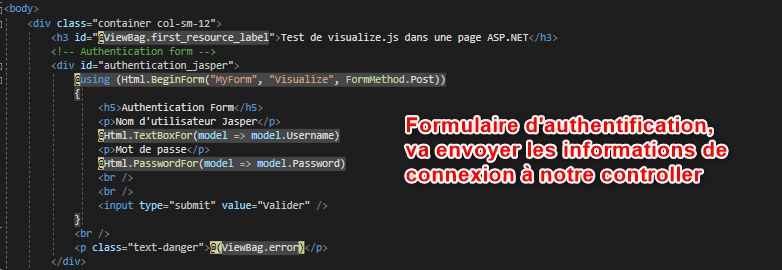 <body>
<div class="container col-sm-12">
<h3 id="@ViewBag.first_resource_label">Test de visualize.js dans une page ASP.NET</h3>
<!-- Authentication form -->
<div id="authentication_jasper">
@using (Html.BeginForm("MyForm", "Visualize", FormMethod.Post))
{
<h5>Authentication Form</h5>
<p>Nom d'utilisateur Jasper</p>
@Html.TextBoxFor(model => model.Username)
<p>Mot de passe</p>
@Html.PasswordFor(model => model.Password)
<br />
<br />
<input type="submit" value="Valider" />
}
<br />
<p class="text-danger">@(ViewBag.error)</p>
</div>
Formulaire d'authentification,
va envoyer les informations de
connexion à notre controller